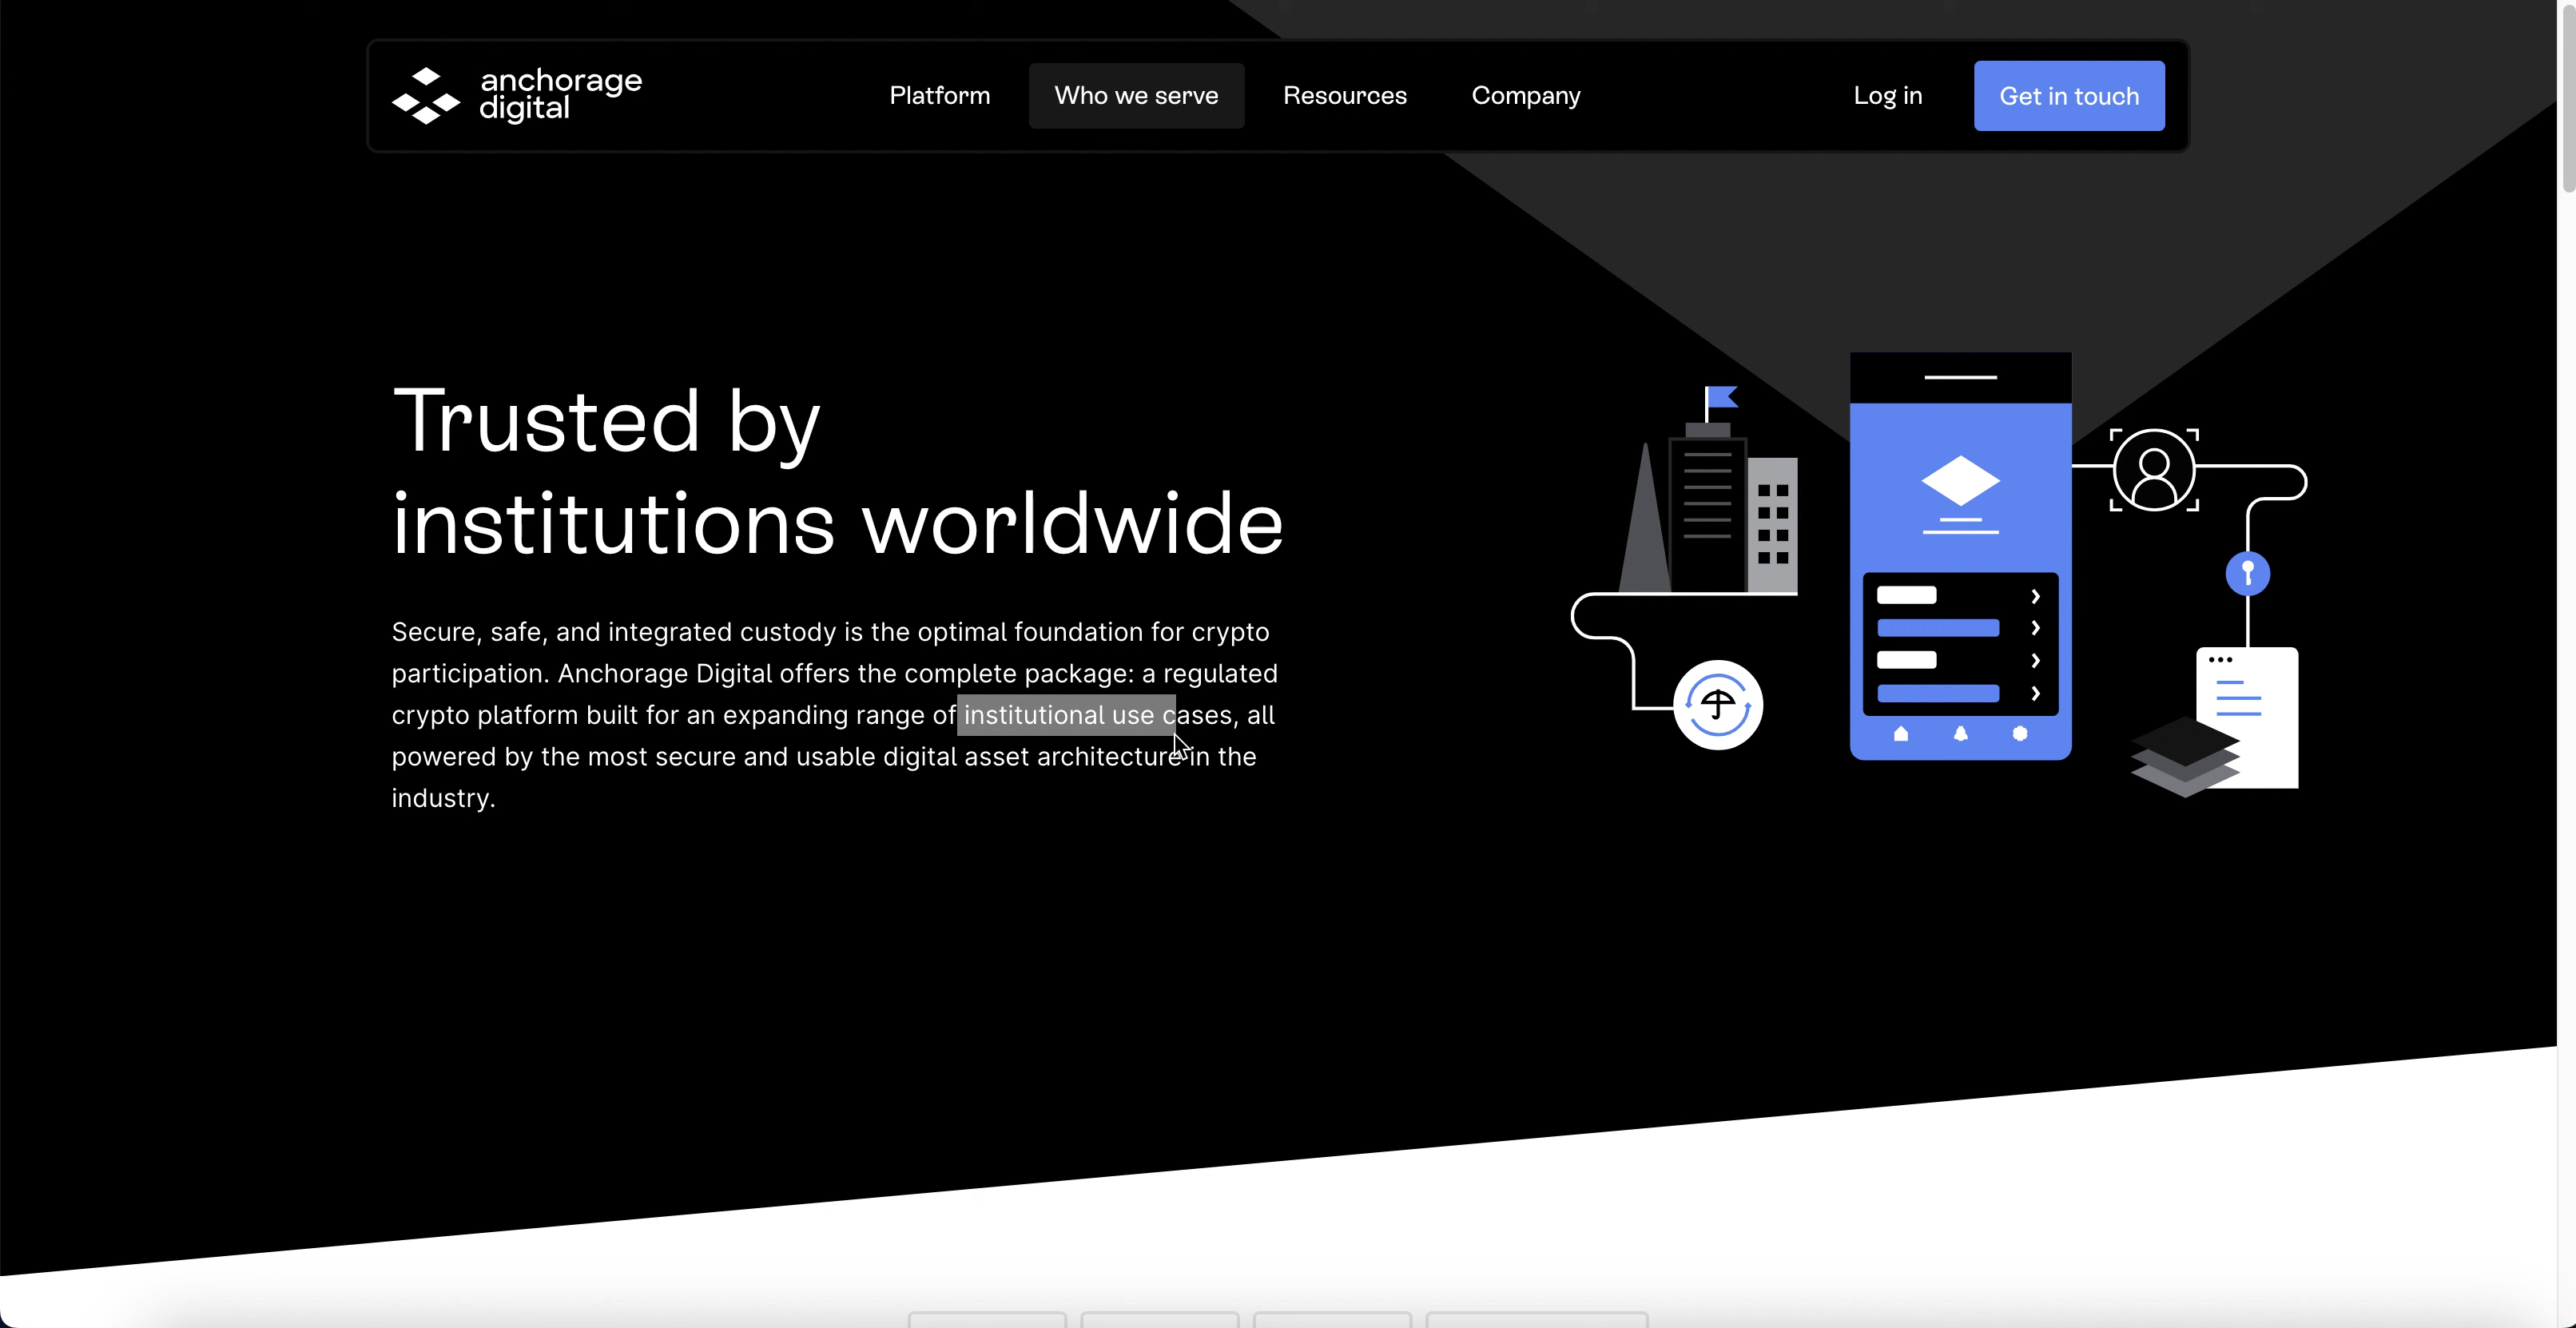 anchorage
digital
Platform
Who we serve
Resources
Company
Log in
Get in touch
Trusted by
institutions worldwide
Secure, safe, and integrated custody is the optimal foundation for crypto
participation. Anchorage Digital offers the complete package: a regulated
crypto platform built for an expanding range of institutional use cases, all
powered by the most secure and usable digital asset architecture in the
industry.